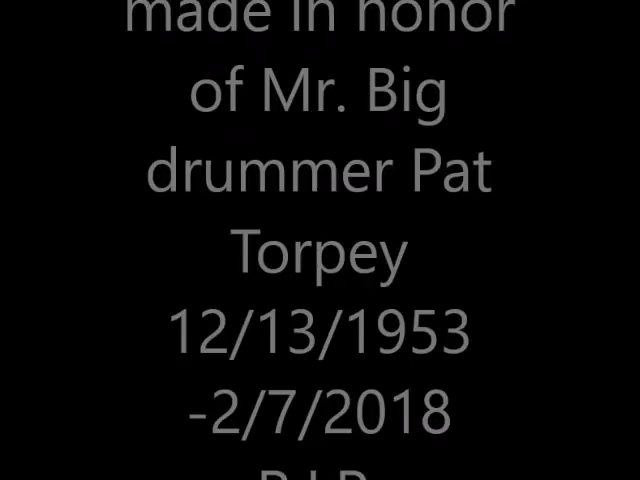 made in honor
of Mr. Big
drummer Pat
Torpey
12/13/1953
-2/7/2018
R.I.P.